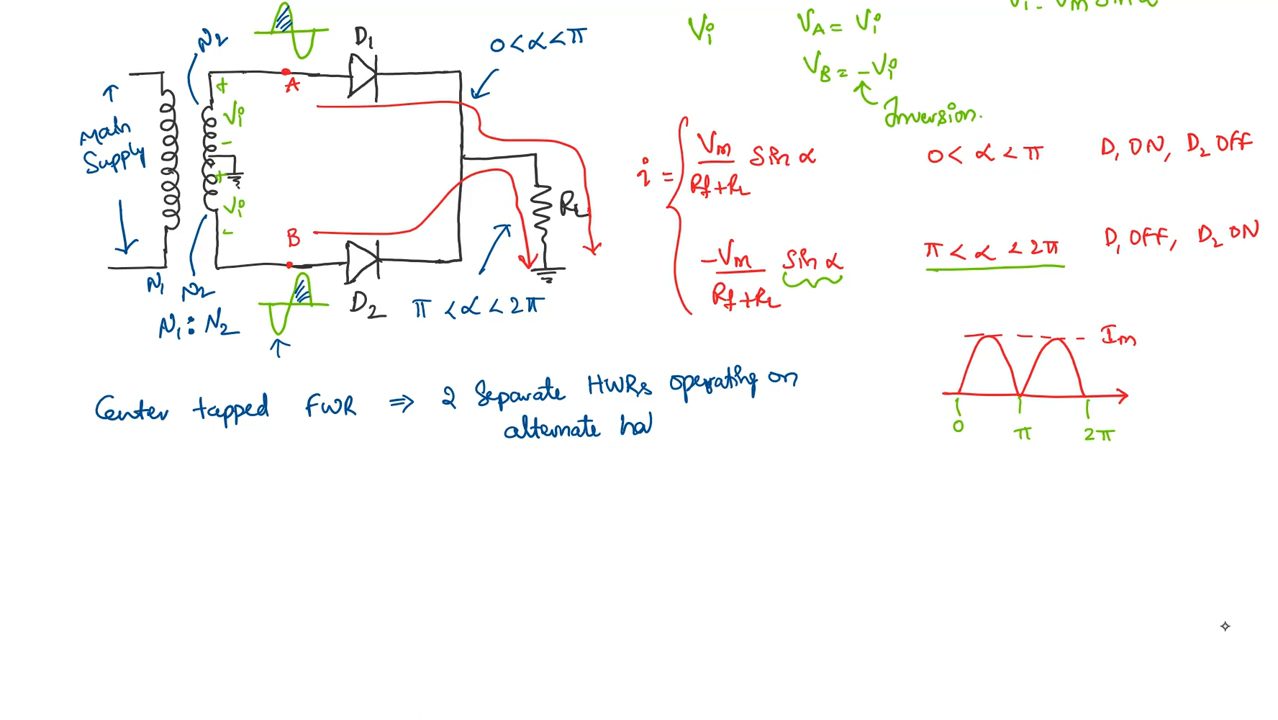 Vi
VA = Vi
VB = -Vi
Inversion.
N2
D1
0 < α < π
A
+
Vi
-
+
Vi
-
Main
Supply
RL
B
N1
N2
N1 : N2
D2
π < α < 2π
i =
Vm
Rf+RL
Sin α
0 < α < π
D1 ON, D2 OFF
-Vm
Rf+RL
Sin α
π < α < 2π
D1 OFF, D2 ON
Im
0
π
2π
Center tapped FWR ⇒ 2 Separate HWRs operating on
alternate hal